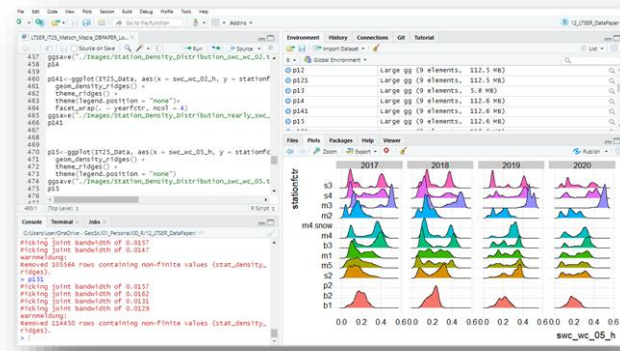 File Edit Code View Plots Session Build Debug Profile Tools Help
Go to file/function
Addins
12_LTSER_DataPaper
LTSER_IT25_Matsch_Mazia_DBPAPER_Lo...
Source on Save
Run
Source
457 ggsave("./Images/Station_Density_Distribution_swc_wc_02.t
458 p14
459
460 p141<-ggplot(IT25_Data, aes(x = swc_wc_02_h, y = stationf
461 geom_density_ridges() +
462 theme_ridges() +
463 theme(legend.position = "none")+
464 facet_wrap(. ~ yearfctr, ncol = 4)
465 ggsave("./Images/Station_Density_Distribution_Yearly_swc_
466 p141
467
468
469
470 p15<-ggplot(IT25_Data, aes(x = swc_wc_05_h, y = stationfc
471 geom_density_ridges() +
472 theme_ridges() +
473 theme(legend.position = "none")
474 ggsave("./Images/Station_Density_Distribution_swc_wc_05.t
475 p15
(Top Level)
R Script
Console Terminal Jobs
Picking joint bandwidth of 0.0157
Picking joint bandwidth of 0.0147
Warnmeldung:
Removed 105564 rows containing non-finite values (stat_density_
ridges).
> p151
Picking joint bandwidth of 0.0137
Picking joint bandwidth of 0.0162
Picking joint bandwidth of 0.0131
Picking joint bandwidth of 0.0129
Warnmeldung:
Removed 114450 rows containing non-finite values (stat_density_
ridges).
>
Environment History Connections Git Tutorial
Import Dataset
List
R Global Environment
p12 Large gg (9 elements, 112.5 MB)
p121 Large gg (9 elements, 112.5 MB)
p13 Large gg (9 elements, 5.8 MB)
p14 Large gg (9 elements, 112.6 MB)
p141 Large gg (9 elements, 112.6 MB)
p15 Large gg (9 elements, 112.6 MB)
Files Plots Packages Help Viewer
Zoom Export
Publish
2017 2018 2019 2020
stationfctr
s3
s4
m3
m2
m4 snow
m4
b3
m1
m5
s2
p2
b2
b1
0.0 0.2 0.4 0.60.0 0.2 0.4 0.60.0 0.2 0.4 0.60.0 0.2 0.4 0.6
swc_wc_05_h